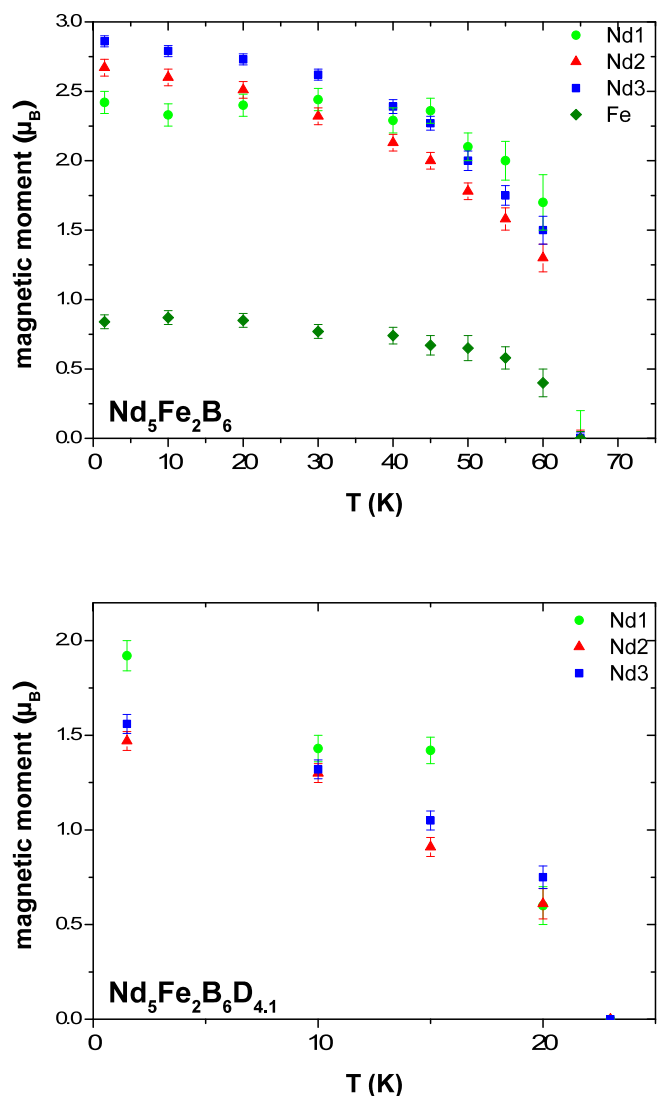 3.0
2.5
2.0
1.5
1.0
0.5
0.0
magnetic moment (μB)
Nd1
Nd2
Nd3
Fe
Nd5Fe2B6
0 10 20 30 40 50 60 70
T (K)
2.0
1.5
1.0
0.5
0.0
magnetic moment (μB)
Nd1
Nd2
Nd3
Nd5Fe2B6D4.1
0 10 20
T (K)